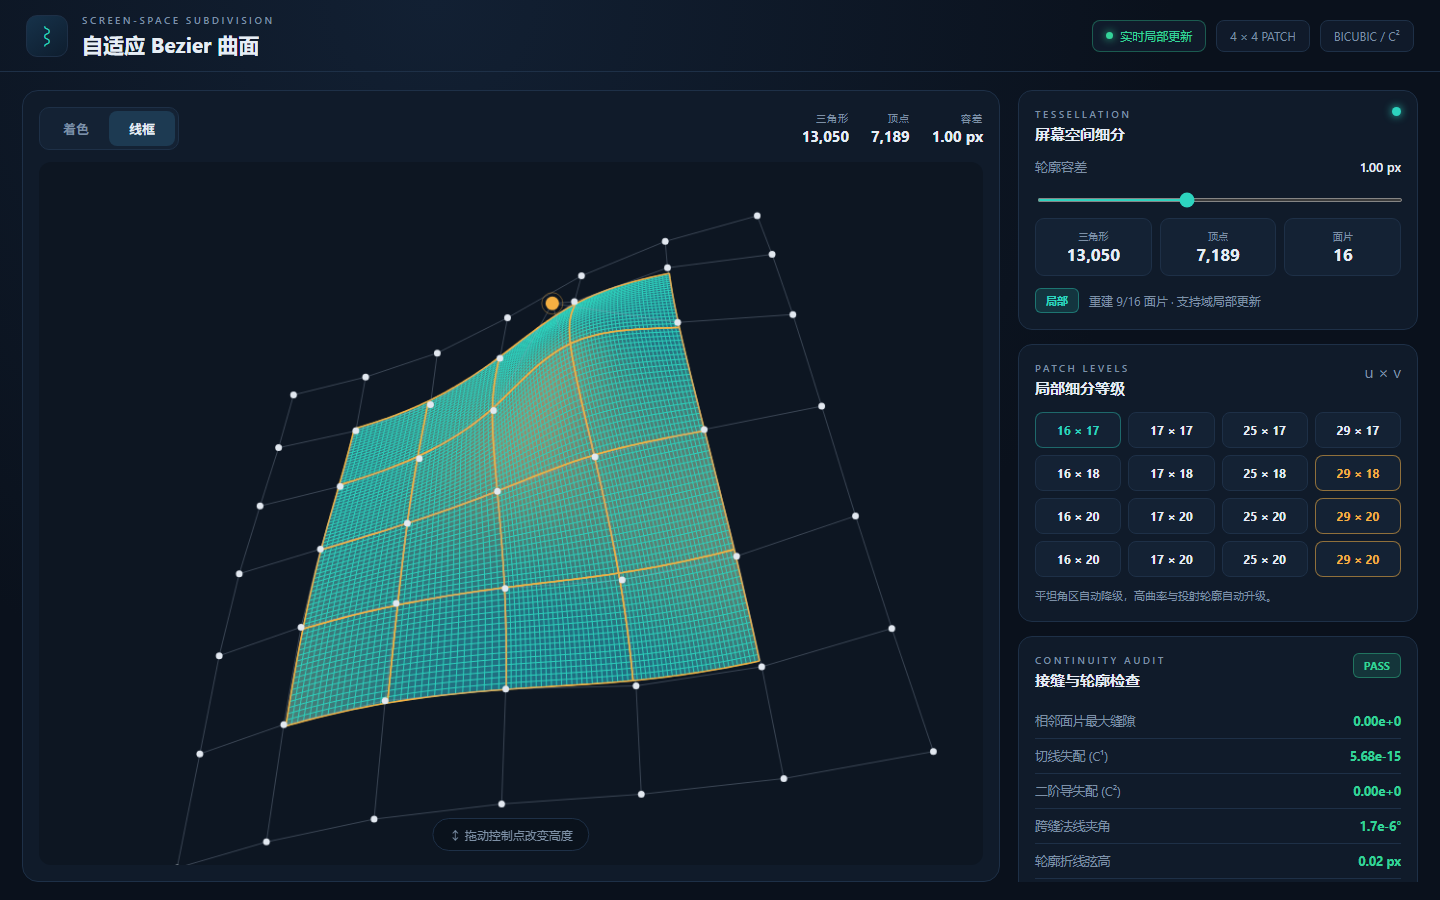 SCREEN-SPACE SUBDIVISION
自适应 Bezier 曲面
实时局部更新
4 × 4 PATCH
BICUBIC / C²
着色
线框
三角形
13,050
顶点
7,189
容差
1.00 px
↕ 拖动控制点改变高度
TESSELLATION
屏幕空间细分
轮廓容差
1.00 px
三角形
13,050
顶点
7,189
面片
16
局部
重建 9/16 面片 · 支持域局部更新
PATCH LEVELS
局部细分等级
u × v
16 × 17
17 × 17
25 × 17
29 × 17
16 × 18
17 × 18
25 × 18
29 × 18
16 × 20
17 × 20
25 × 20
29 × 20
16 × 20
17 × 20
25 × 20
29 × 20
平坦角区自动降级，高曲率与投射轮廓自动升级。
CONTINUITY AUDIT
接缝与轮廓检查
PASS
相邻面片最大缝隙
0.00e+0
切线失配 (C¹)
5.68e-15
二阶导失配 (C²)
0.00e+0
跨缝法线夹角
1.7e-6°
轮廓折线弦高
0.02 px